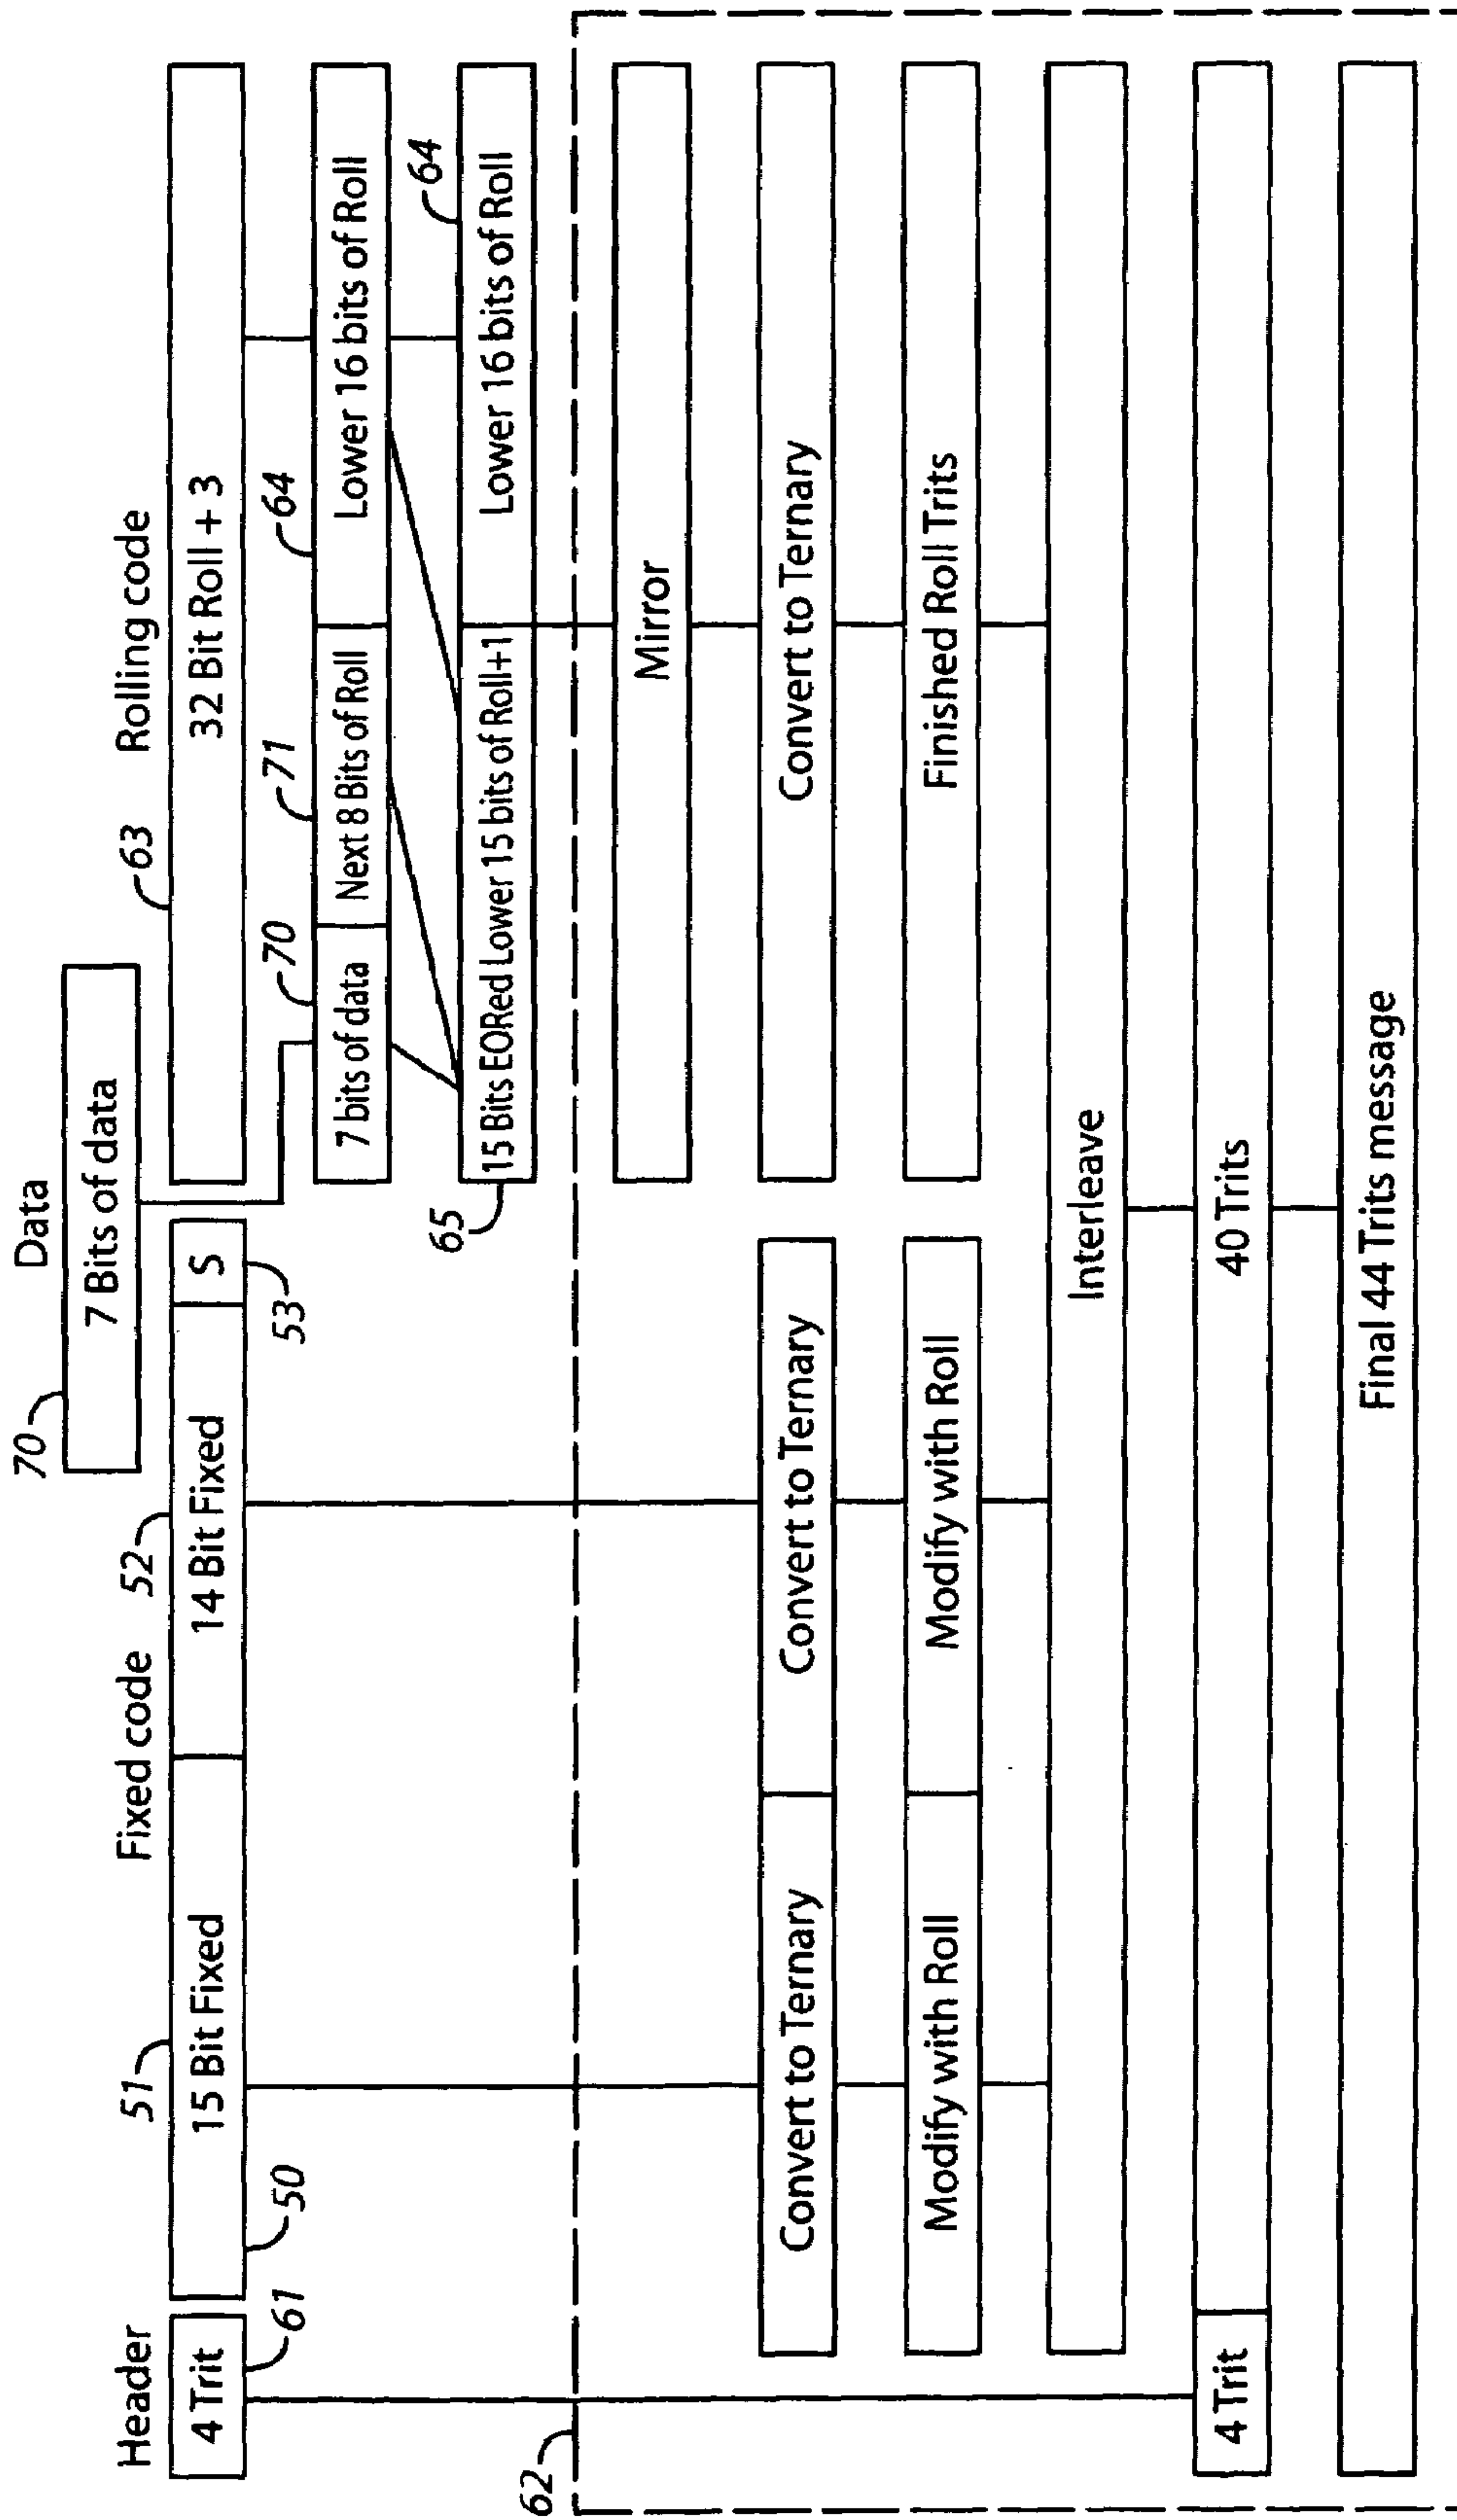 70
Data
7 Bits of data
Header
51
Fixed code
52
63
Rolling code
4 Trit
15 Bit Fixed
14 Bit Fixed
S
32 Bit Roll + 3
61
50
53
70
71
64
7 bits of data
Next 8 Bits of Roll
Lower 16 bits of Roll
65
64
15 Bits EORed Lower 15 bits of Roll+1
Lower 16 bits of Roll
62
Mirror
Convert to Ternary
Convert to Ternary
Convert to Ternary
Modify with Roll
Modify with Roll
Finished Roll Trits
Interleave
4 Trit
40 Trits
Final 44 Trits message